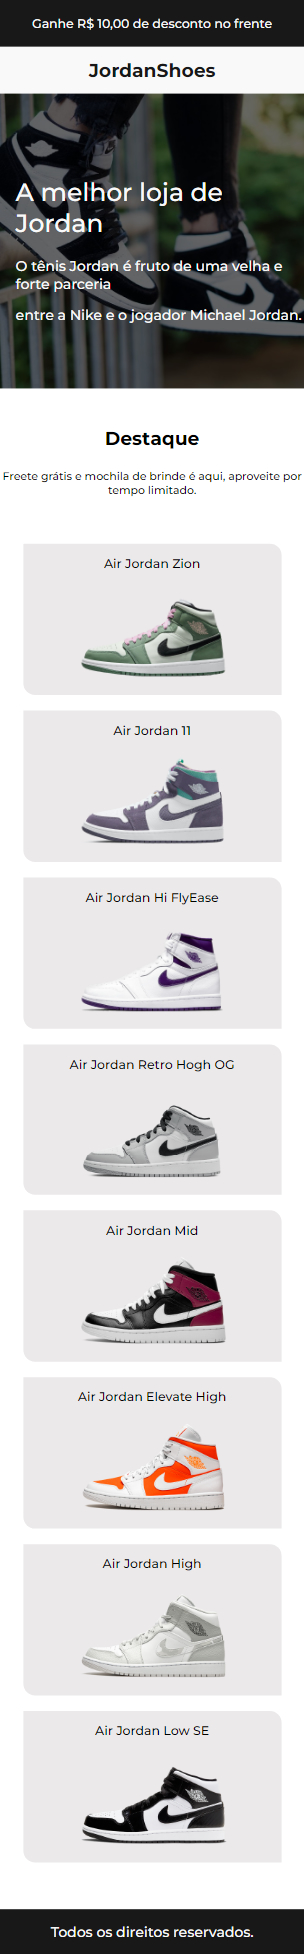 Ganhe R$ 10,00 de desconto no frente
JordanShoes
A melhor loja de
Jordan
O tênis Jordan é fruto de uma velha e
forte parceria
entre a Nike e o jogador Michael Jordan.
Destaque
Freete grátis e mochila de brinde é aqui, aproveite por
tempo limitado.
Air Jordan Zion
Air Jordan 11
Air Jordan Hi FlyEase
Air Jordan Retro Hogh OG
Air Jordan Mid
Air Jordan Elevate High
Air Jordan High
Air Jordan Low SE
Todos os direitos reservados.